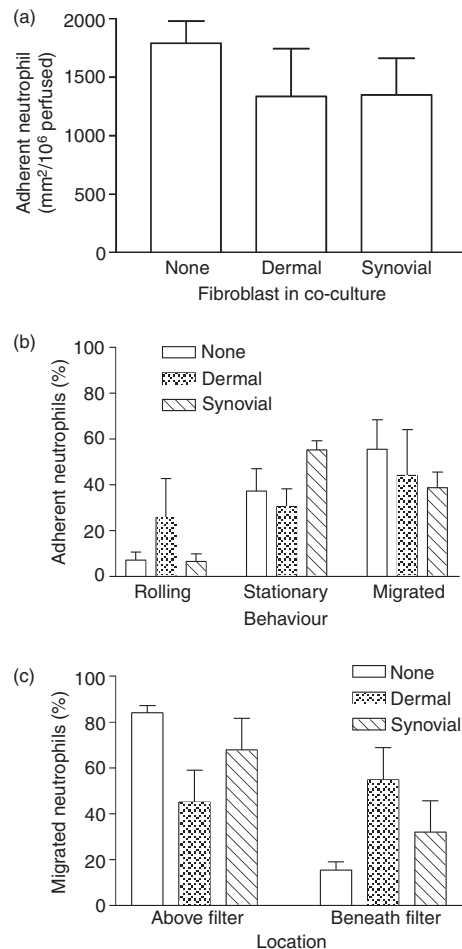 (a)
2000
1500
1000
500
0
Adherent neutrophil
(mm²/10⁶ perfused)
None Dermal Synovial
Fibroblast in co-culture
(b)
100
80
60
40
20
0
Adherent neutrophils (%)
None
Dermal
Synovial
Rolling Stationary Migrated
Behaviour
(c)
100
80
60
40
20
0
Migrated neutrophils (%)
None
Dermal
Synovial
Above filter Beneath filter
Location